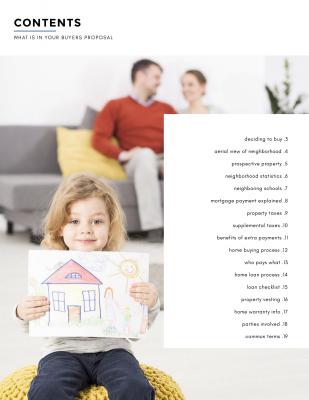 CONTENTS
WHAT IS IN YOUR BUYERS PROPOSAL
deciding to buy .3
aerial view of neighborhood .4
prospective property .5
neighborhood statistics .6
neighboring schools .7
mortgage payment explained .8
property taxes .9
supplemental taxes .10
benefits of extra payments .11
home buying process .12
who pays what .13
home loan process .14
loan checklist .15
property vesting .16
home warranty info .17
parties involved .18
common terms .19